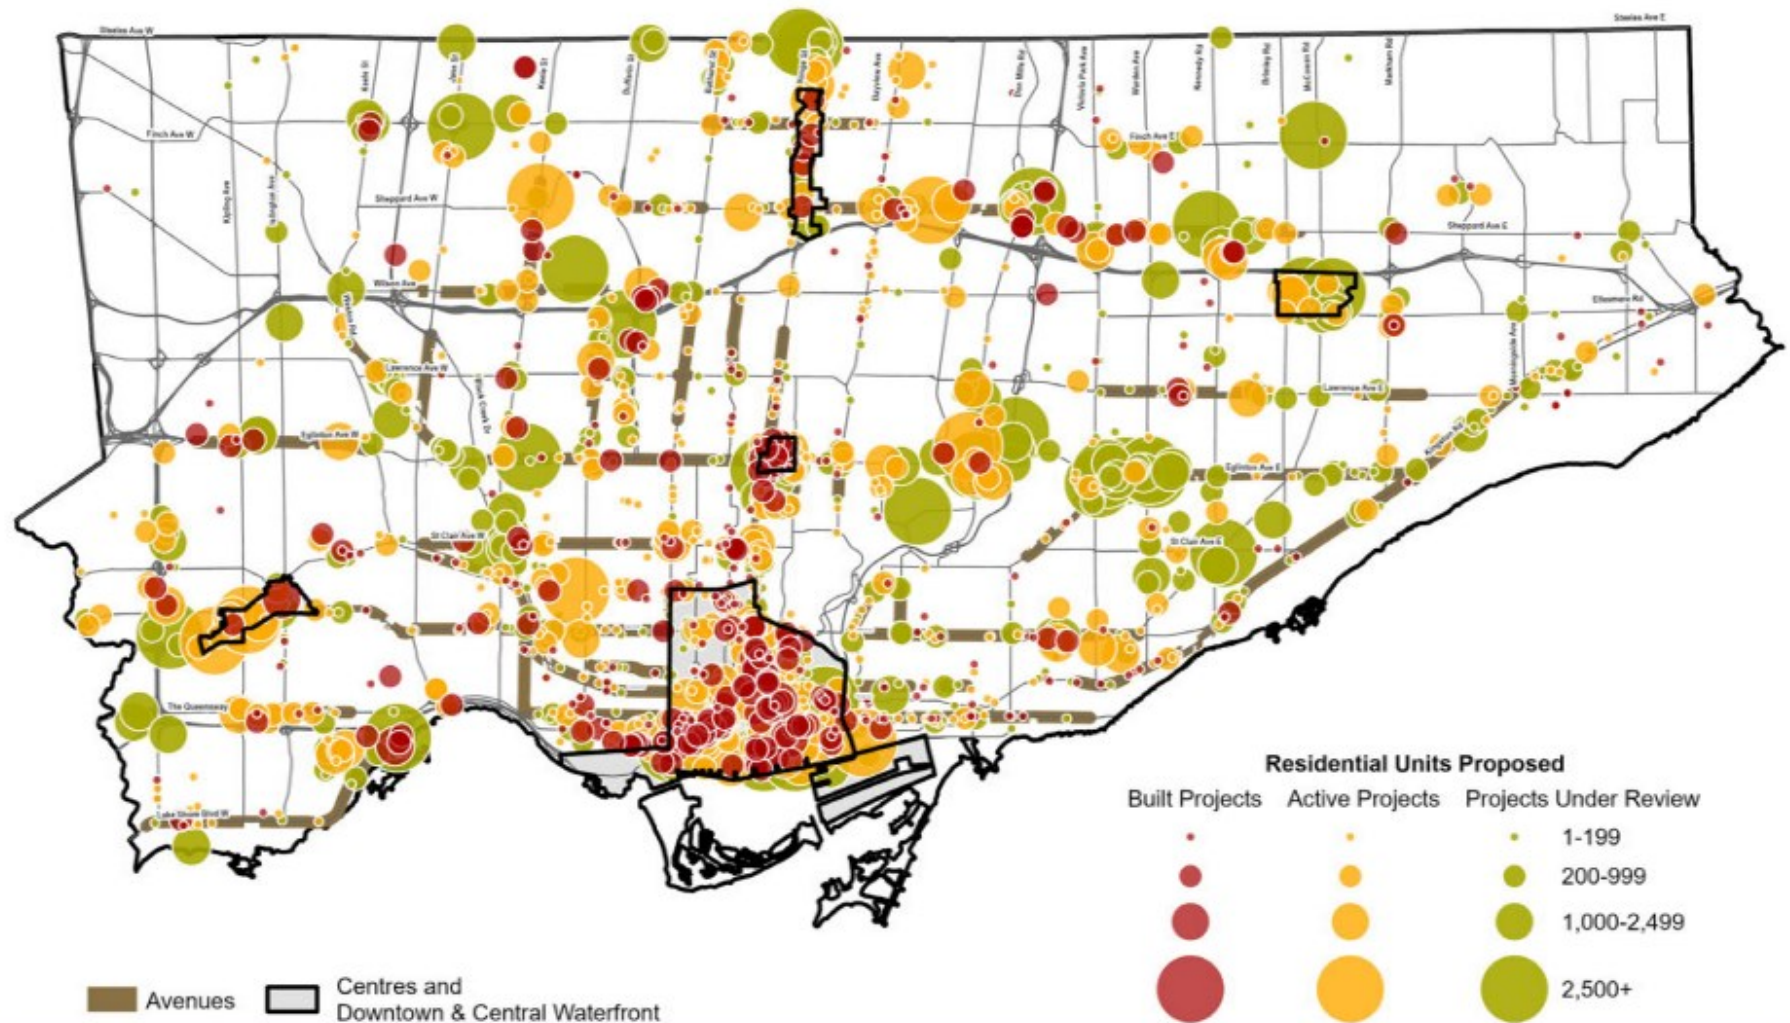 Steeles Ave W
Steeles Ave E
Keele St
Jane St
Keele St
Dufferin St
Bathurst St
Yonge St
Bayview Ave
Don Mills Rd
Victoria Park Ave
Warden Ave
Kennedy Rd
Brimley Rd
McCowan Rd
Markham Rd
Finch Ave W
Finch Ave E
Kipling Ave
Islington Ave
Sheppard Ave W
Sheppard Ave E
Wilson Ave
Weston Rd
Ellesmere Rd
Morningside Ave
Lawrence Ave W
Black Creek Dr
Lawrence Ave E
Eglinton Ave W
Kingston Rd
Eglinton Ave E
St Clair Ave W
St Clair Ave E
The Queensway
Lake Shore Blvd W
Residential Units Proposed
Built Projects Active Projects Projects Under Review
1-199
200-999
1,000-2,499
2,500+
Avenues
Centres and
Downtown & Central Waterfront